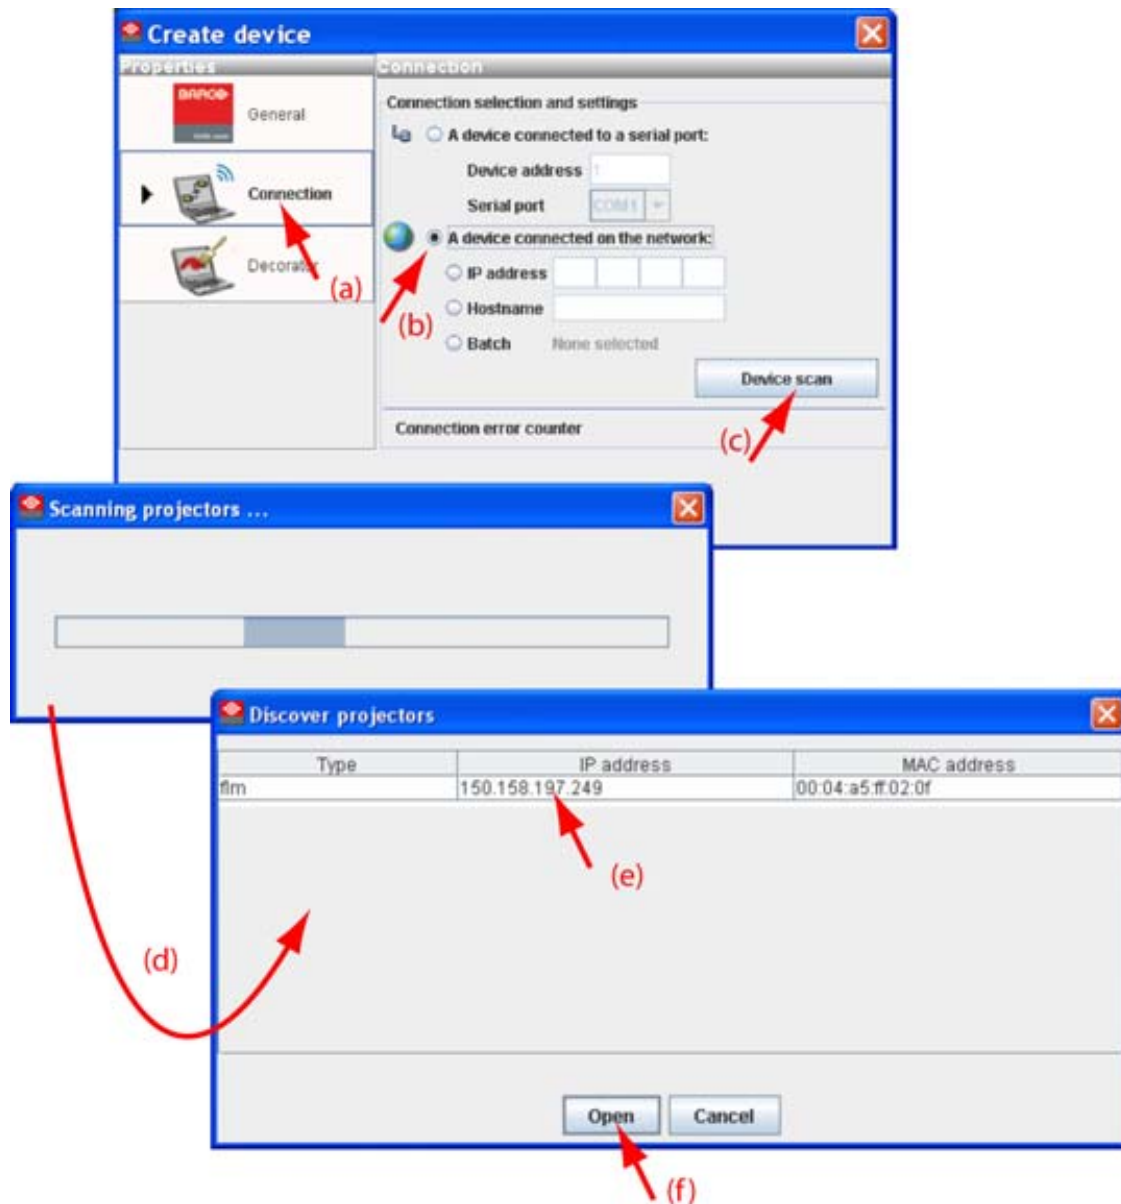 Create device
Properties
Connection
BARCO
General
Connection
Decorator
(a)
Connection selection and settings
A device connected to a serial port:
Device address 1
Serial port COM1
A device connected on the network:
IP address
(b)
Hostname
Batch None selected
Device scan
Connection error counter
(c)
Scanning projectors ...
Discover projectors
Type IP address MAC address
flm 150.158.197.249 00:04:a5:ff:02:0f
(e)
(d)
Open Cancel
(f)